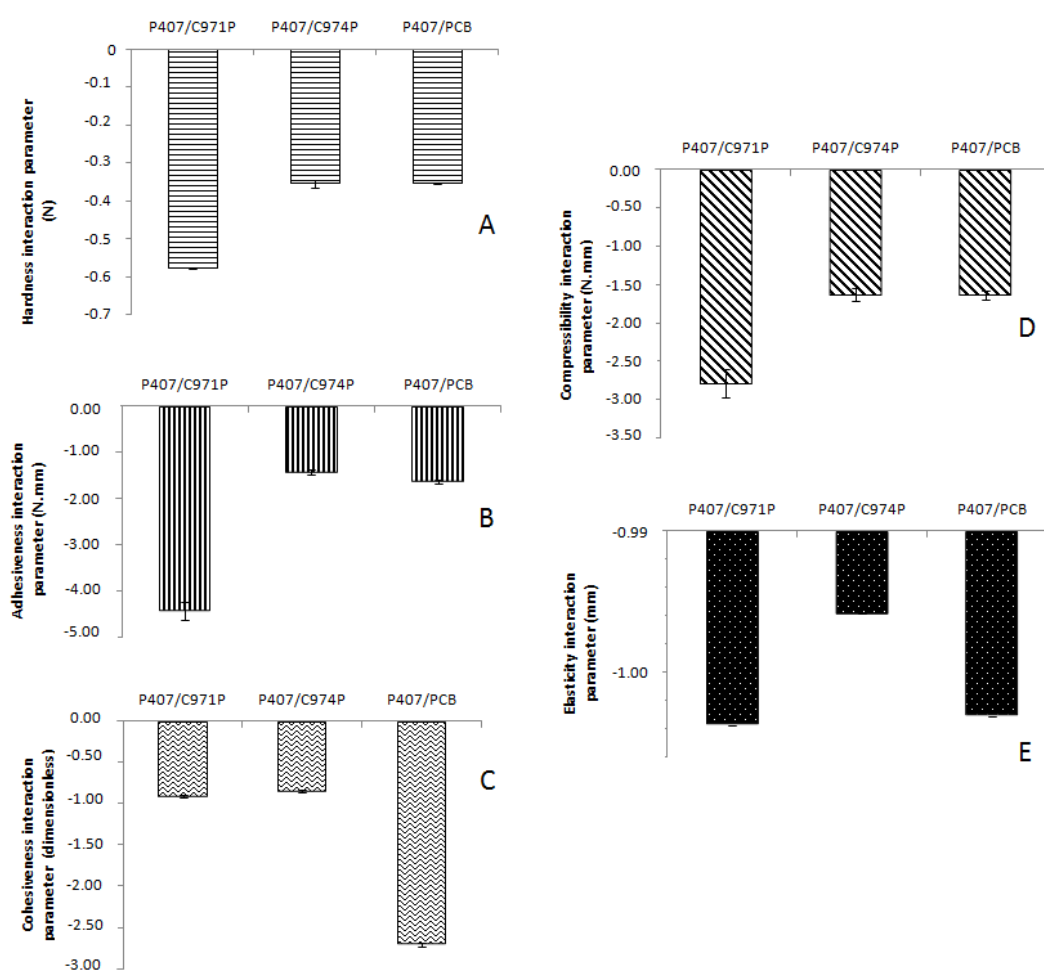 P407/C971P P407/C974P P407/PCB
0
-0.1
-0.2
-0.3
-0.4
-0.5
-0.6
-0.7
Hardness interaction parameter
(N)
A
P407/C971P P407/C974P P407/PCB
0.00
-1.00
-2.00
-3.00
-4.00
-5.00
Adhesiveness interaction
parameter (N.mm)
B
P407/C971P P407/C974P P407/PCB
0.00
-0.50
-1.00
-1.50
-2.00
-2.50
-3.00
Cohesiveness interaction
parameter (dimensionless)
C
P407/C971P P407/C974P P407/PCB
0.00
-0.50
-1.00
-1.50
-2.00
-2.50
-3.00
-3.50
Compressibility interaction
parameter (N.mm)
D
P407/C971P P407/C974P P407/PCB
-0.99
-1.00
Elasticity interaction
parameter (mm)
E